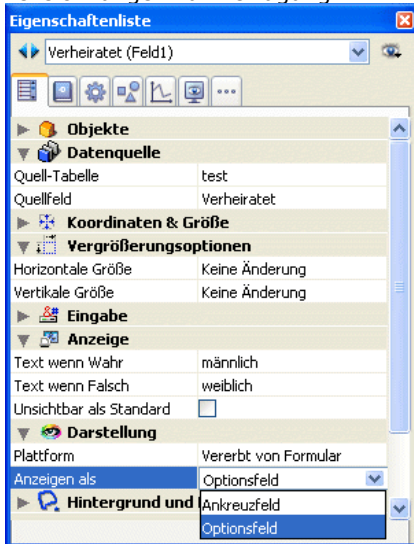 Eigenschaftenliste
Verheiratet (Feld1)
Objekte
Datenquelle
Quell-Tabelle test
Quellfeld Verheiratet
Koordinaten & Größe
Vergrößerungsoptionen
Horizontale Größe Keine Änderung
Vertikale Größe Keine Änderung
Eingabe
Anzeige
Text wenn Wahr männlich
Text wenn Falsch weiblich
Unsichtbar als Standard
Darstellung
Plattform Vererbt von Formular
Anzeigen als Optionsfeld
Hintergrund und
Ankreuzfeld
Optionsfeld